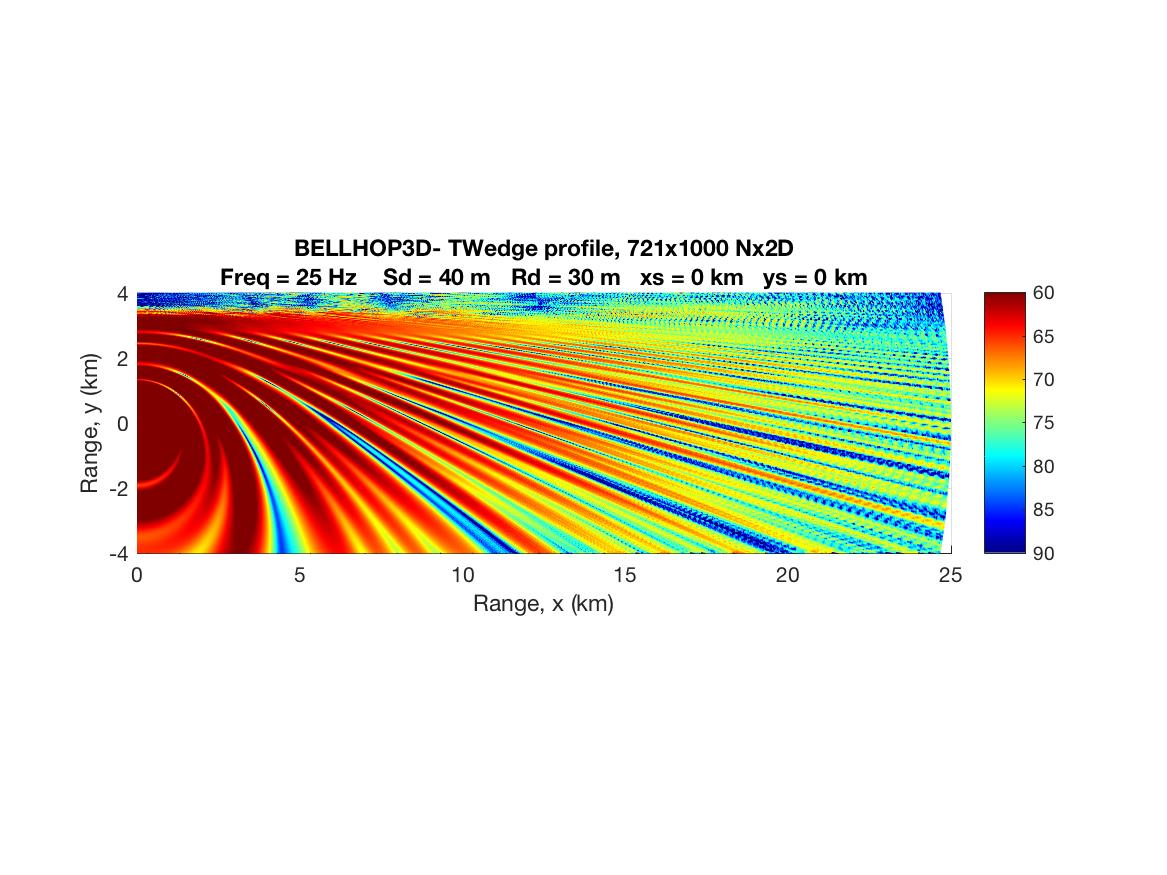 BELLHOP3D- TWedge profile, 721x1000 Nx2D
Freq = 25 Hz    Sd = 40 m   Rd = 30 m   xs = 0 km   ys = 0 km
4
2
0
-2
-4
Range, y (km)
0 5 10 15 20 25
Range, x (km)
60
65
70
75
80
85
90